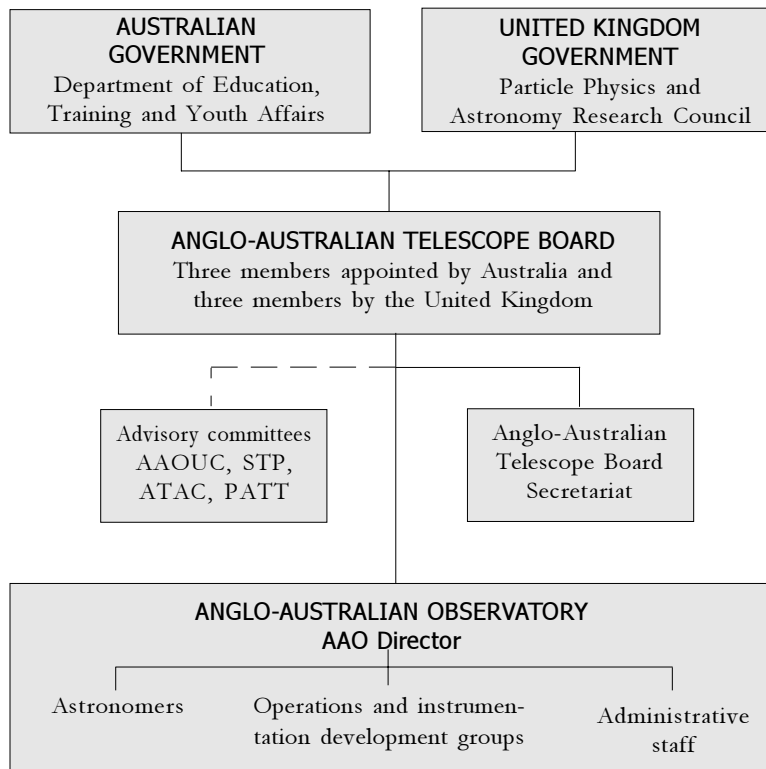 AUSTRALIAN
GOVERNMENT
Department of Education,
Training and Youth Affairs
UNITED KINGDOM
GOVERNMENT
Particle Physics and
Astronomy Research Council
ANGLO-AUSTRALIAN TELESCOPE BOARD
Three members appointed by Australia and
three members by the United Kingdom
Advisory committees
AAOUC, STP,
ATAC, PATT
Anglo-Australian
Telescope Board
Secretariat
ANGLO-AUSTRALIAN OBSERVATORY
AAO Director
Astronomers
Operations and instrumen-
tation development groups
Administrative
staff